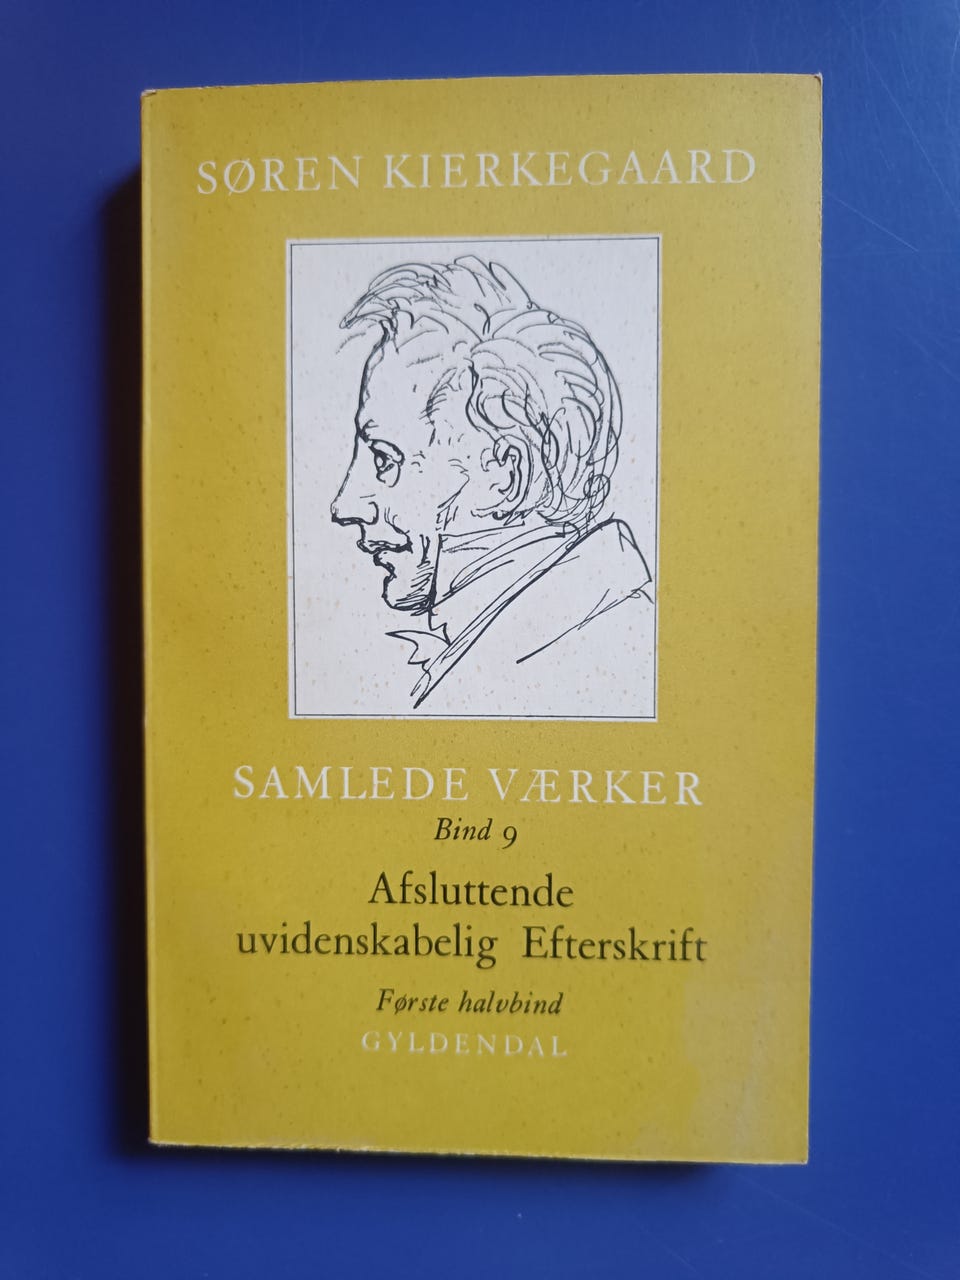 SØREN KIERKEGAARD
SAMLEDE VÆRKER
Bind 9
Afsluttende
uvidenskabelig Efterskrift
Første halvbind
GYLDENDAL